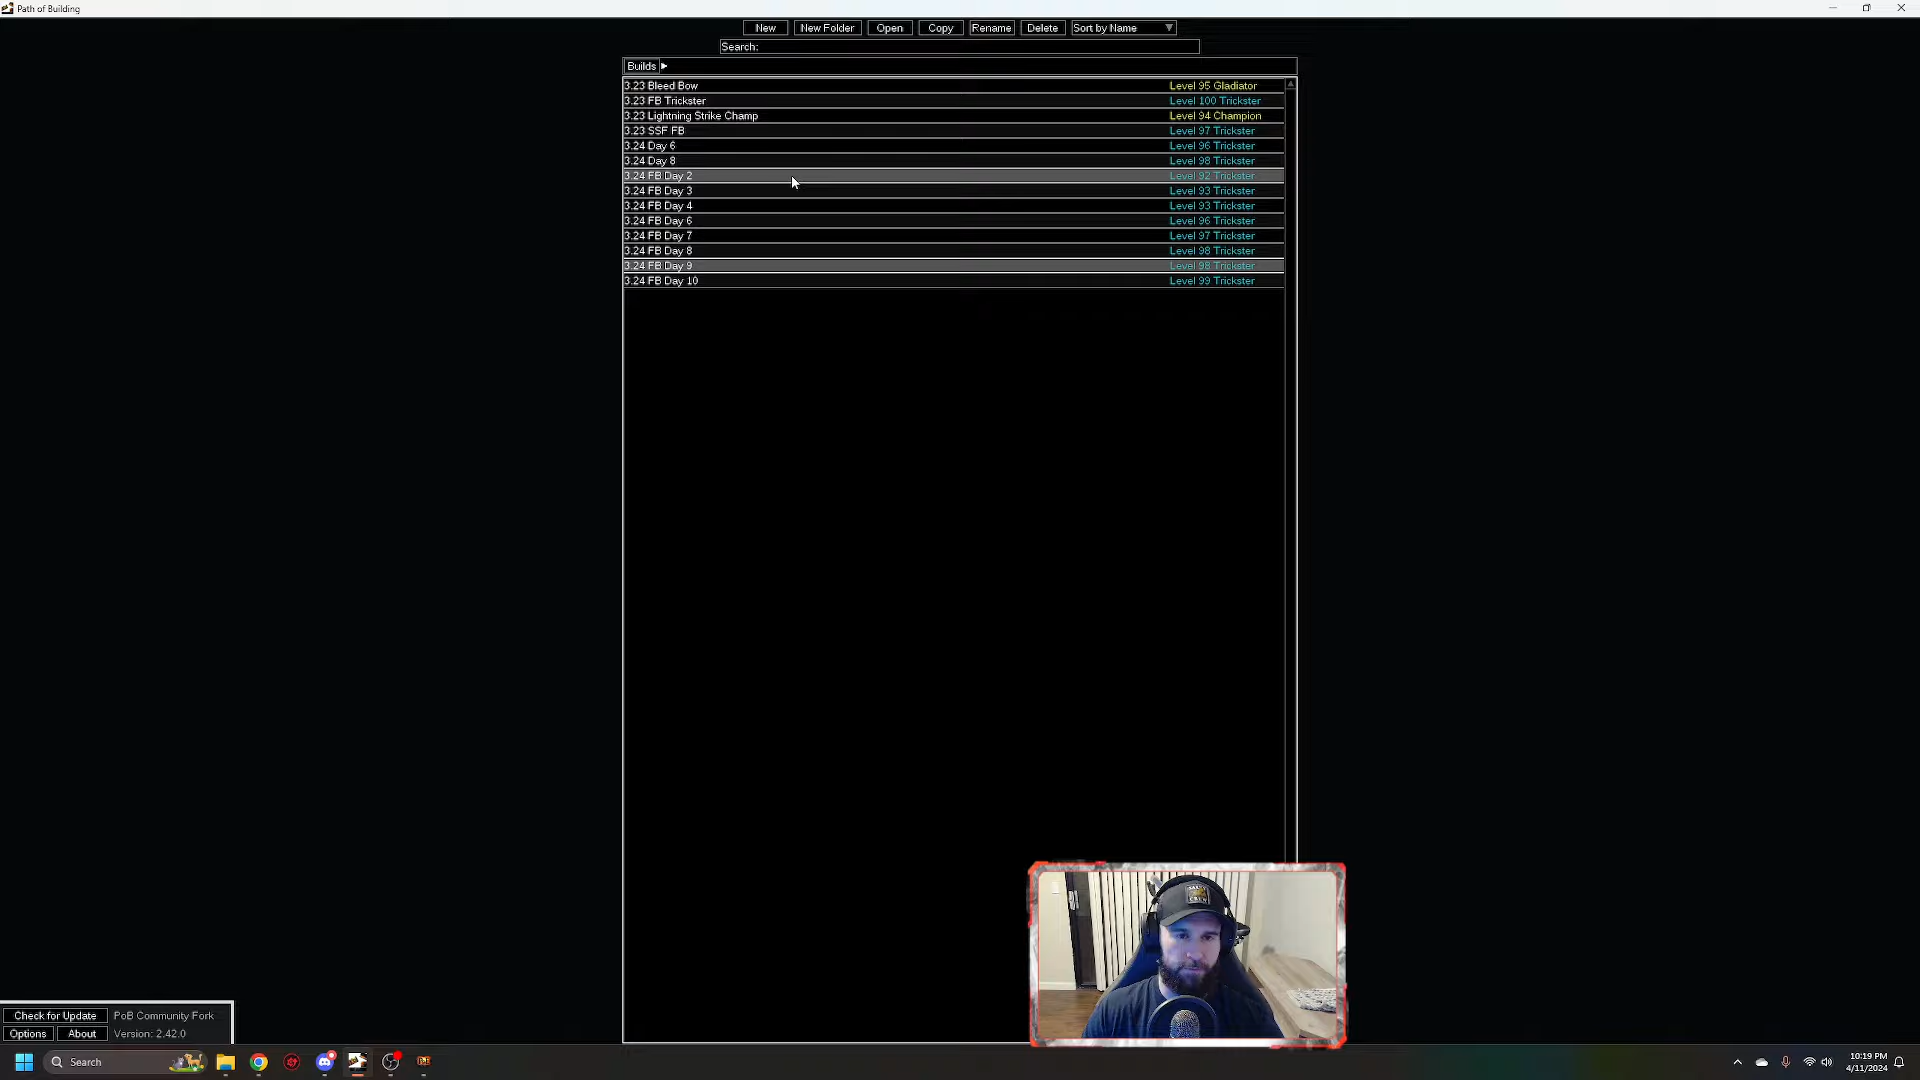 Path of Building
New New Folder Open Copy Rename Delete Sort by Name
Search:
Builds
3.23 Bleed Bow Level 95 Gladiator
3.23 FB Trickster Level 100 Trickster
3.23 Lightning Strike Champ Level 94 Champion
3.23 SSF FB Level 97 Trickster
3.24 Day 6 Level 96 Trickster
3.24 Day 8 Level 98 Trickster
3.24 FB Day 2 Level 92 Trickster
3.24 FB Day 3 Level 93 Trickster
3.24 FB Day 4 Level 93 Trickster
3.24 FB Day 6 Level 96 Trickster
3.24 FB Day 7 Level 97 Trickster
3.24 FB Day 8 Level 98 Trickster
3.24 FB Day 9 Level 98 Trickster
3.24 FB Day 10 Level 99 Trickster
Check for Update PoB Community Fork
Options About Version: 2.42.0
Search
10:19 PM
4/11/2024